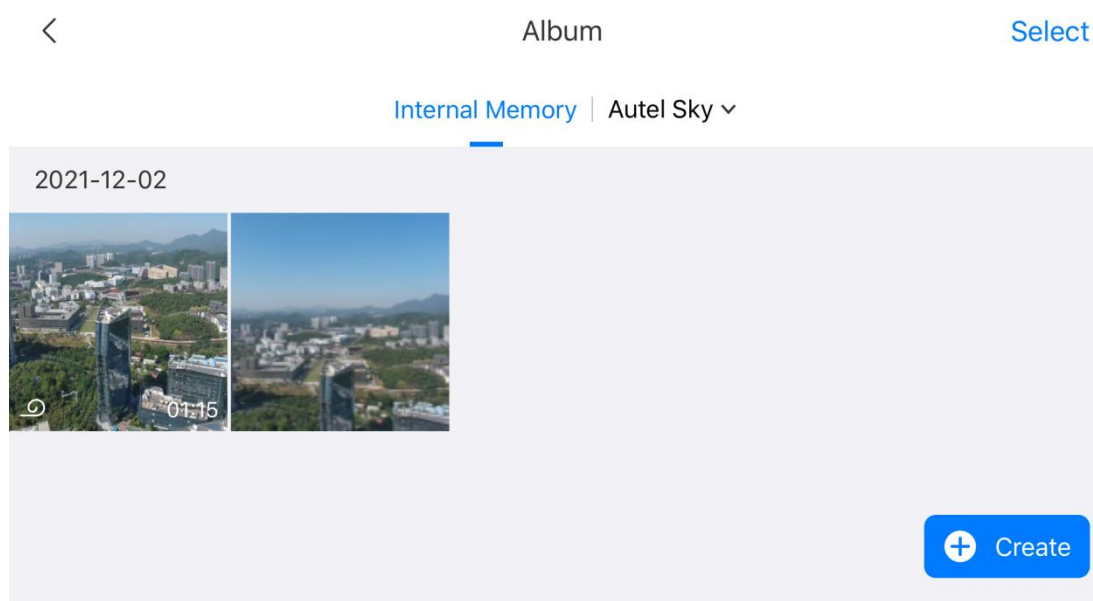 Album
Select
Internal Memory
Autel Sky
2021-12-02
01:15
Create